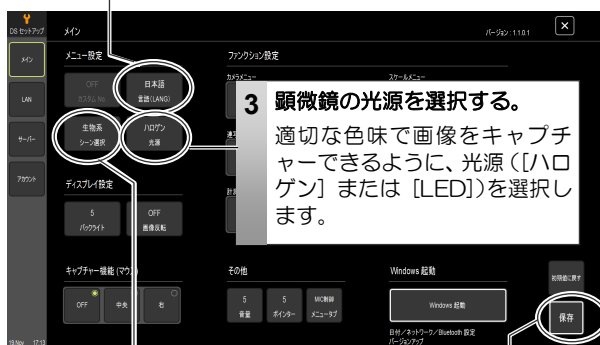 DS セットアップ
メイン
バージョン : 1.1.0.1
×
メイン
LAN
サーバー
アカウント
メニュー設定
OFF
カスタム No.
日本語
言語(LANG)
生物系
シーン選択
ハロゲン
光源
ファンクション設定
カメラメニュー
スケールメニュー
3 顕微鏡の光源を選択する。
適切な色味で画像をキャプチ
ャーできるように、光源([ハロ
ゲン] または [LED])を選択し
ます。
ディスプレイ設定
5
バックライト
OFF
画像反転
キャプチャー機能 (マウス)
OFF
中央
右
その他
5
音量
5
ポインター
MIC制御
メニュータブ
Windows 起動
Windows 起動
日付/ネットワーク/Bluetooth 設定
バージョンアップ
初期値に戻す
保存
19 Nov 17:13